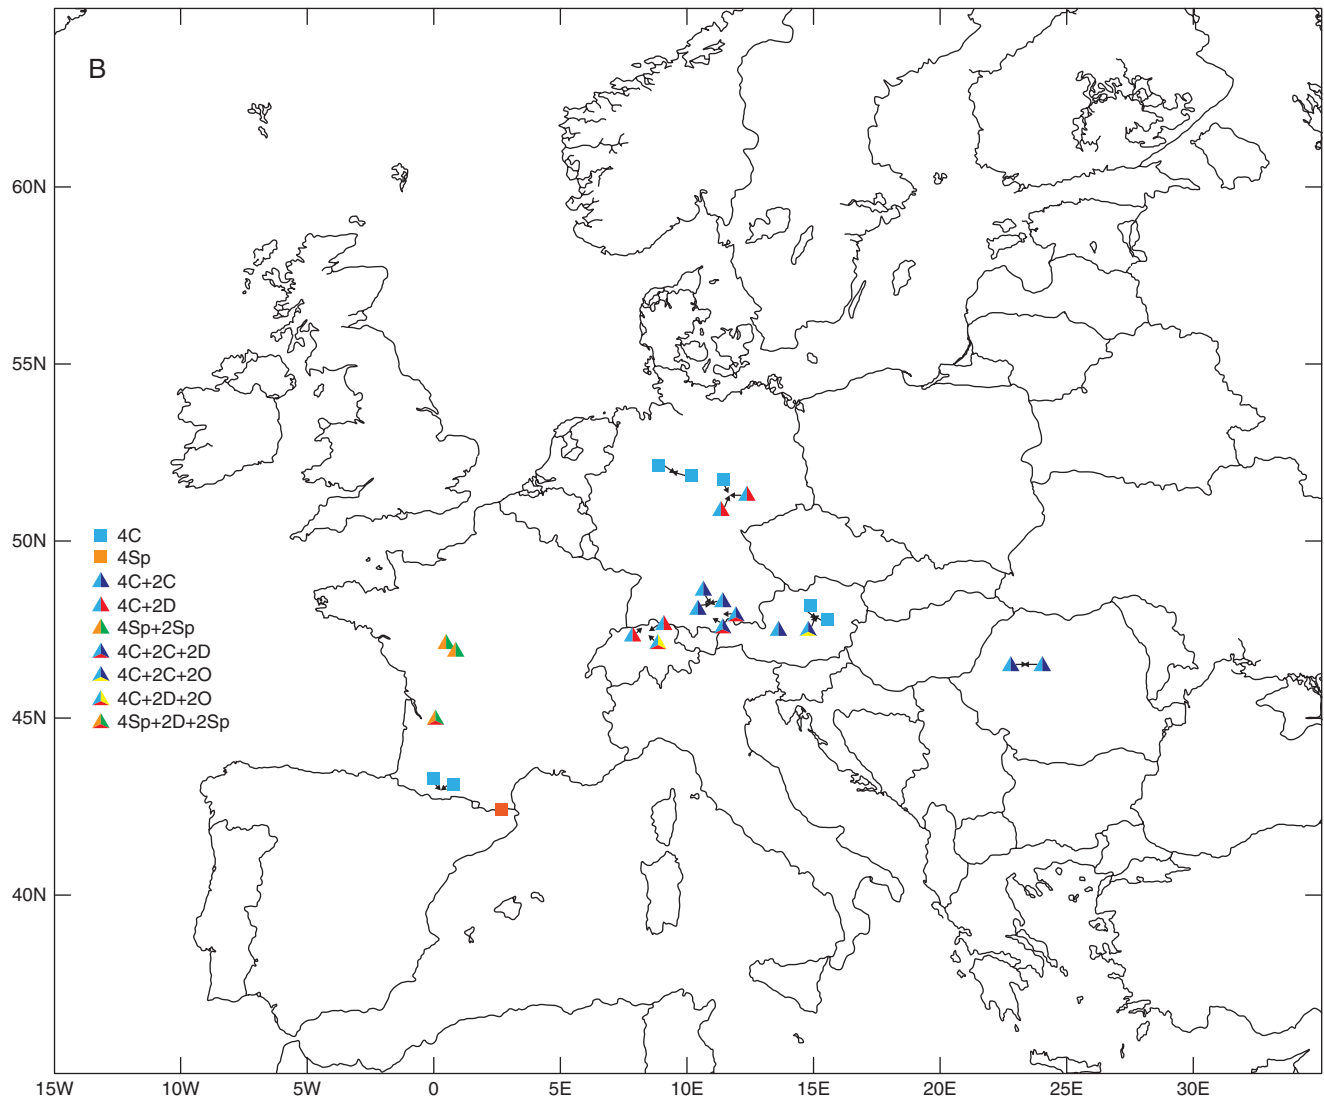 B
60N
55N
50N
45N
40N
4C
4Sp
4C+2C
4C+2D
4Sp+2Sp
4C+2C+2D
4C+2C+2O
4C+2D+2O
4Sp+2D+2Sp
15W 10W 5W 0 5E 10E 15E 20E 25E 30E